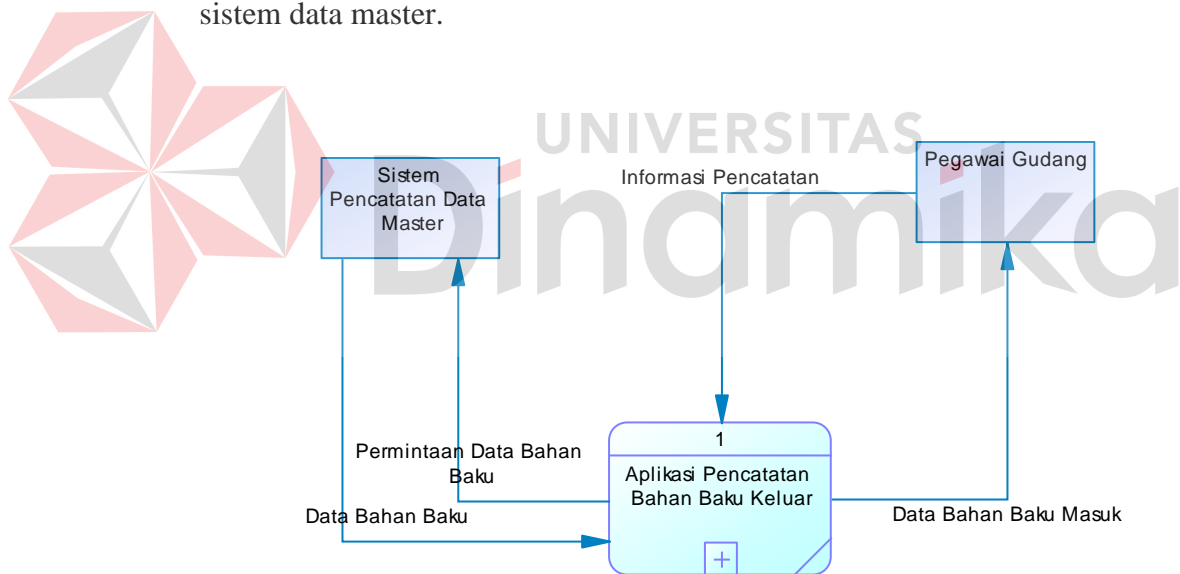 sistem data master.
UNIVERSITAS
Dinamika
Sistem
Pencatatan Data
Master
Informasi Pencatatan
Pegawai Gudang
Permintaan Data Bahan
Baku
Data Bahan Baku
1
Aplikasi Pencatatan
Bahan Baku Keluar
Data Bahan Baku Masuk